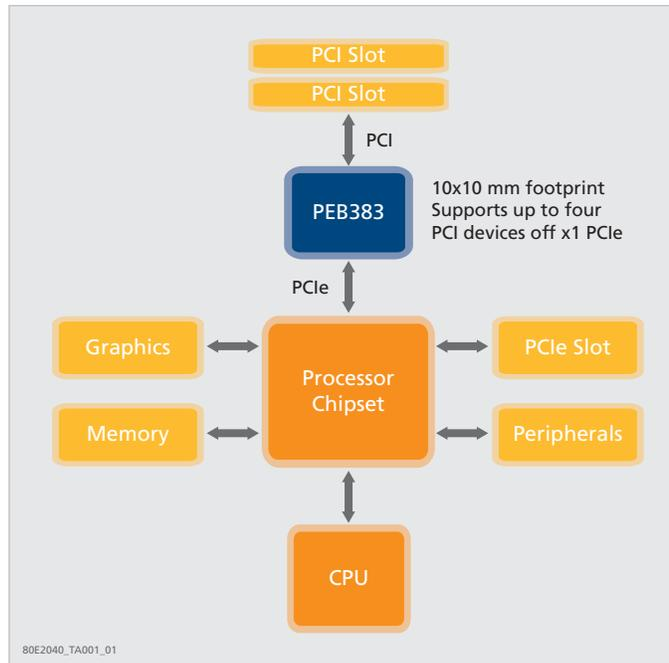 PCI Slot
PCI Slot
PCI
PEB383
10x10 mm footprint
Supports up to four
PCI devices off x1 PCIe
PCIe
Graphics
Processor
Chipset
PCIe Slot
Memory
Peripherals
CPU
80E2040_TA001_01